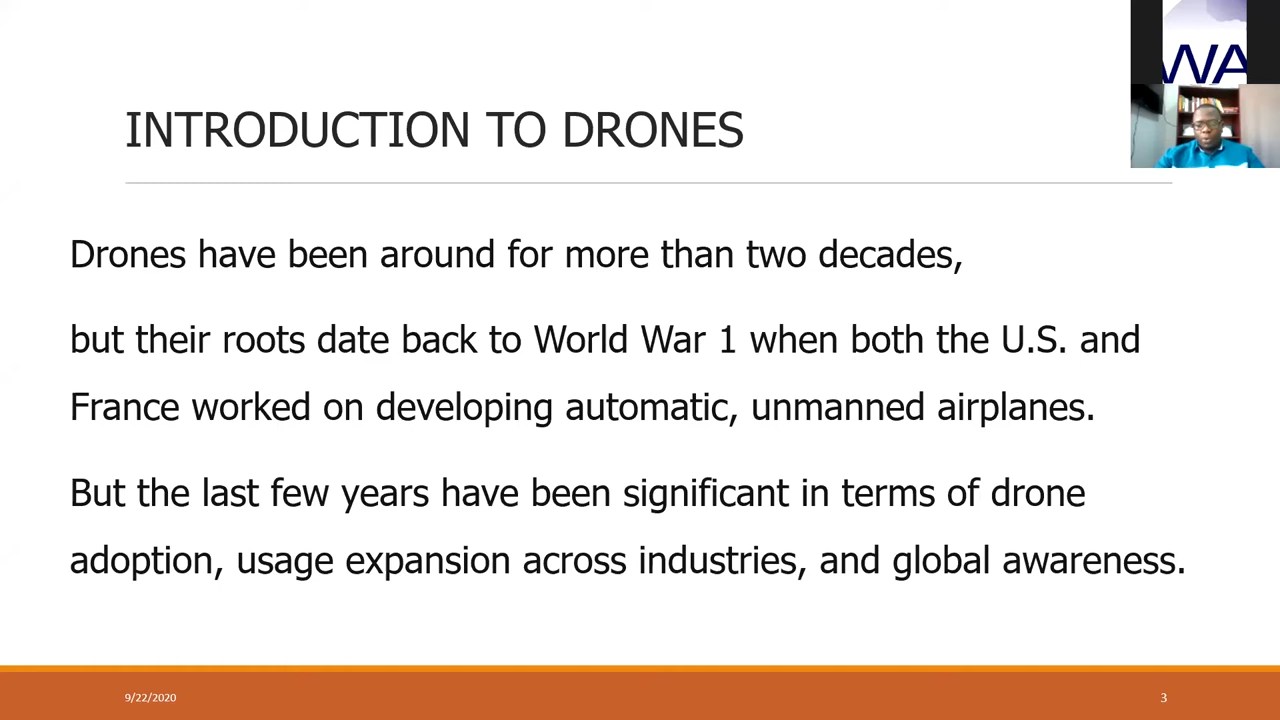 WA
INTRODUCTION TO DRONES
Drones have been around for more than two decades,
but their roots date back to World War 1 when both the U.S. and
France worked on developing automatic, unmanned airplanes.
But the last few years have been significant in terms of drone
adoption, usage expansion across industries, and global awareness.
9/22/2020
3